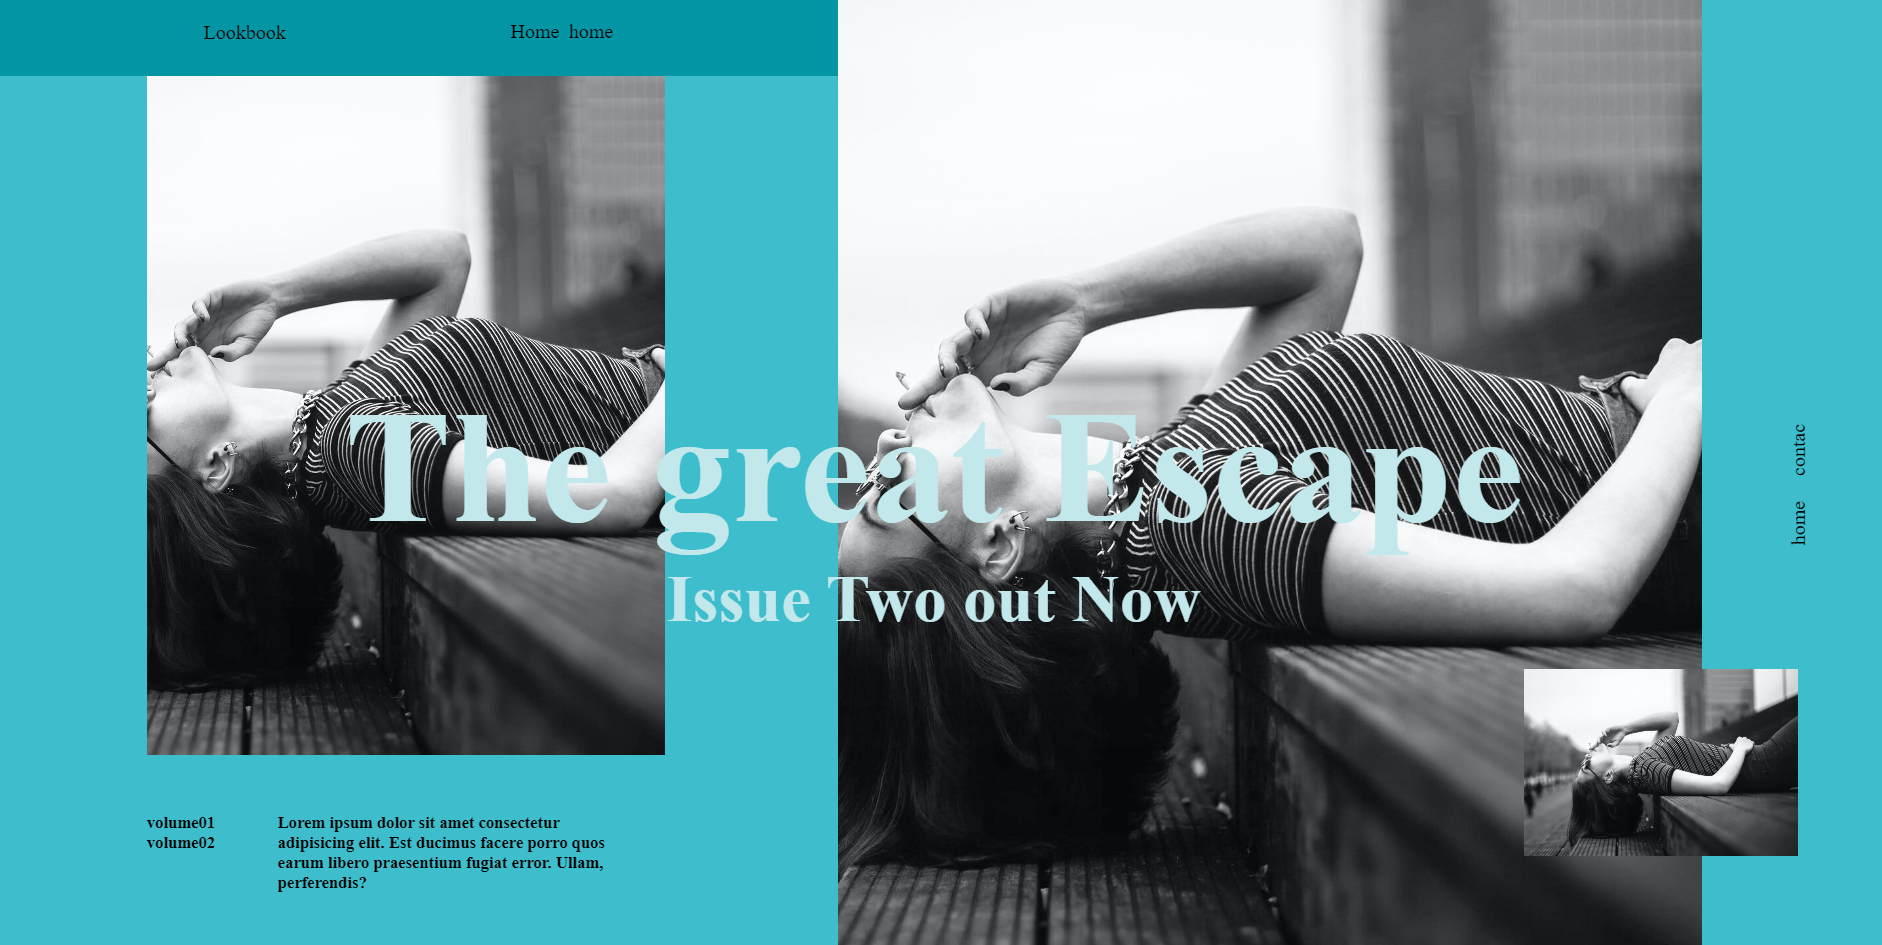 Lookbook
Home home
The great Escape
Issue Two out Now
home contac
volume01
volume02
Lorem ipsum dolor sit amet consectetur
adipisicing elit. Est ducimus facere porro quos
earum libero praesentium fugiat error. Ullam,
perferendis?